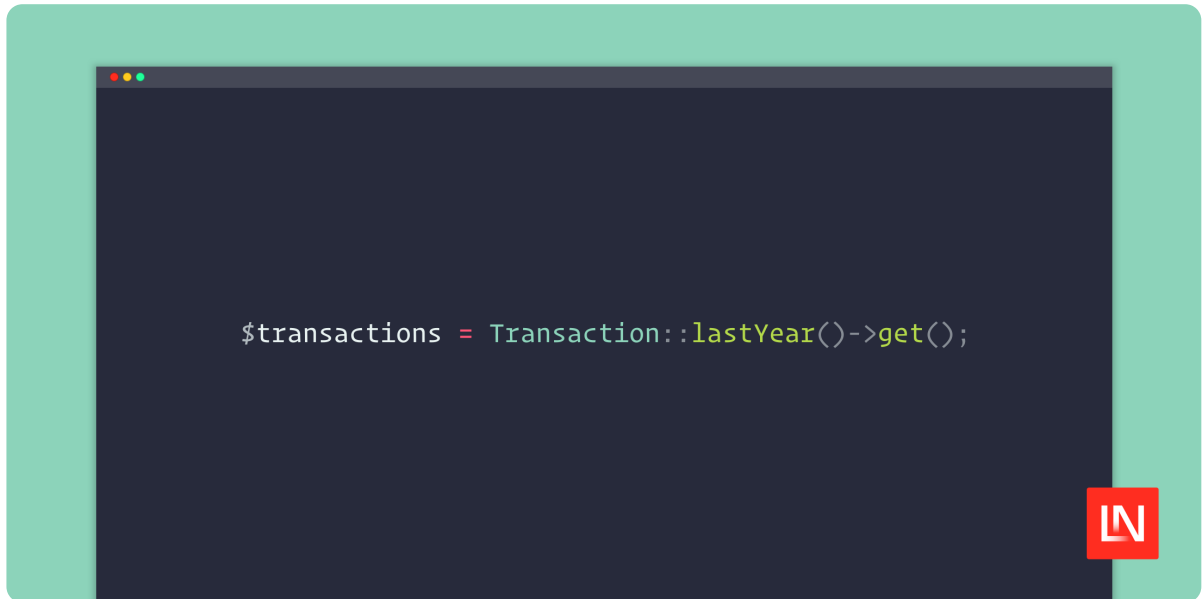 $transactions = Transaction::lastYear()->get();
LN